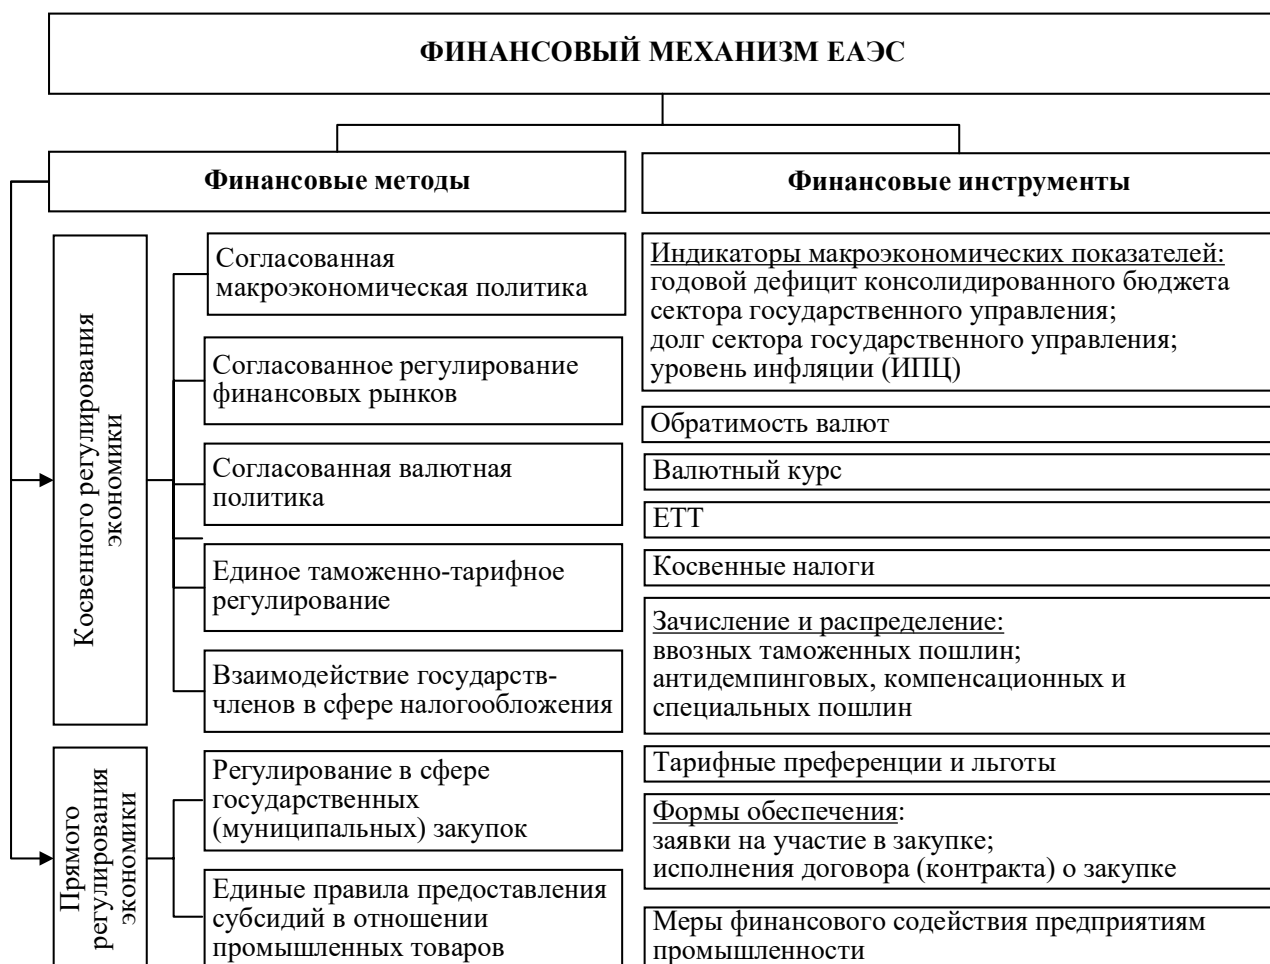 ФИНАНСОВЫЙ МЕХАНИЗМ ЕАЭС
Финансовые методы
Косвенного регулирования
экономики
Согласованная
макроэкономическая политика
Согласованное регулирование
финансовых рынков
Согласованная валютная
политика
Единое таможенно-тарифное
регулирование
Взаимодействие государств-
членов в сфере налогообложения
Прямого
регулирования
экономики
Регулирование в сфере
государственных
(муниципальных) закупок
Единые правила предоставления
субсидий в отношении
промышленных товаров
Финансовые инструменты
Индикаторы макроэкономических показателей:
годовой дефицит консолидированного бюджета
сектора государственного управления;
долг сектора государственного управления;
уровень инфляции (ИПЦ)
Обратимость валют
Валютный курс
ЕТТ
Косвенные налоги
Зачисление и распределение:
ввозных таможенных пошлин;
антидемпинговых, компенсационных и
специальных пошлин
Тарифные преференции и льготы
Формы обеспечения:
заявки на участие в закупке;
исполнения договора (контракта) о закупке
Меры финансового содействия предприятиям
промышленности